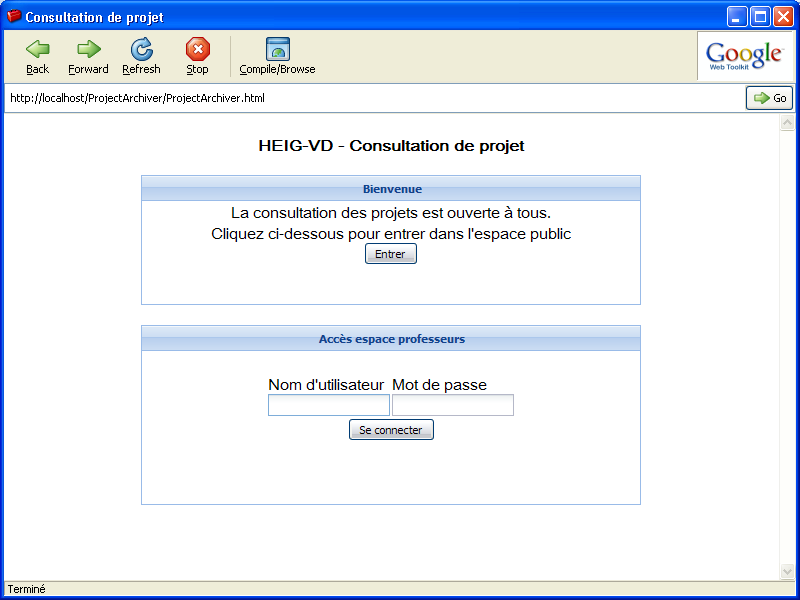 Consultation de projet
Back Forward Refresh Stop Compile/Browse
Google
Web Toolkit
http://localhost/ProjectArchiver/ProjectArchiver.html Go
HEIG-VD - Consultation de projet
Bienvenue
La consultation des projets est ouverte à tous.
Cliquez ci-dessous pour entrer dans l'espace public
Entrer
Accès espace professeurs
Nom d'utilisateur Mot de passe
Se connecter
Terminé